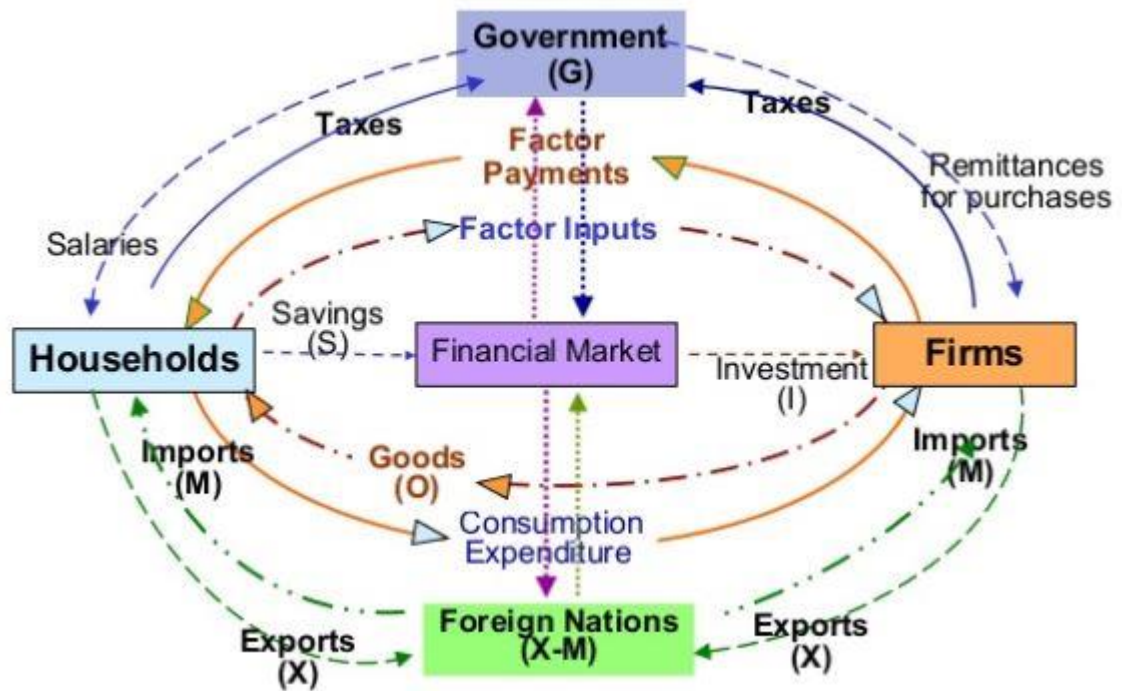 Government
(G)
Taxes
Taxes
Factor
Payments
Remittances
for purchases
Salaries
Factor Inputs
Savings
(S)
Households
Financial Market
Investment
(I)
Firms
Imports
(M)
Goods
(O)
Imports
(M)
Consumption
Expenditure
Foreign Nations
(X-M)
Exports
(X)
Exports
(X)